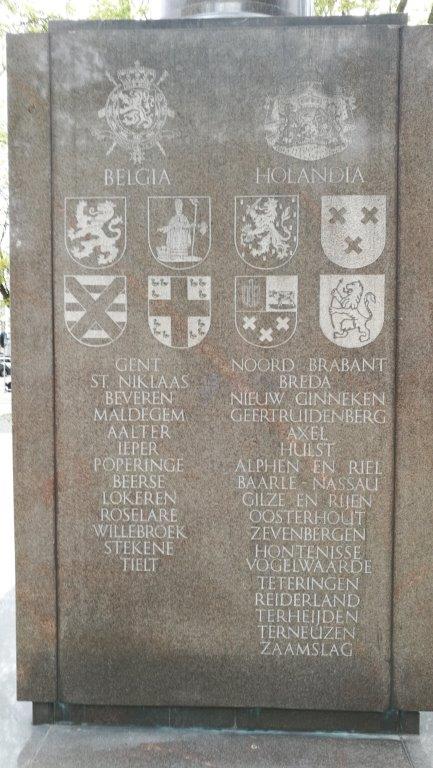 BELGIA
GENT
ST. NIKLAAS
BEVEREN
MALDEGEM
AALTER
IEPER
POPERINGE
BEERSE
LOKEREN
ROSELARE
WILLEBROEK
STEKENE
TIELT
HOLANDIA
NOORD BRABANT
BREDA
NIEUW GINNEKEN
GEERTRUIDENBERG
AXEL
HULST
ALPHEN EN RIEL
BAARLE-NASSAU
GILZE EN RIJEN
OOSTERHOUT
ZEVENBERGEN
HONTENISSE
VOGELWAARDE
TETERINGEN
REIDERLAND
TERHEIJDEN
TERNEUZEN
ZAAMSLAG